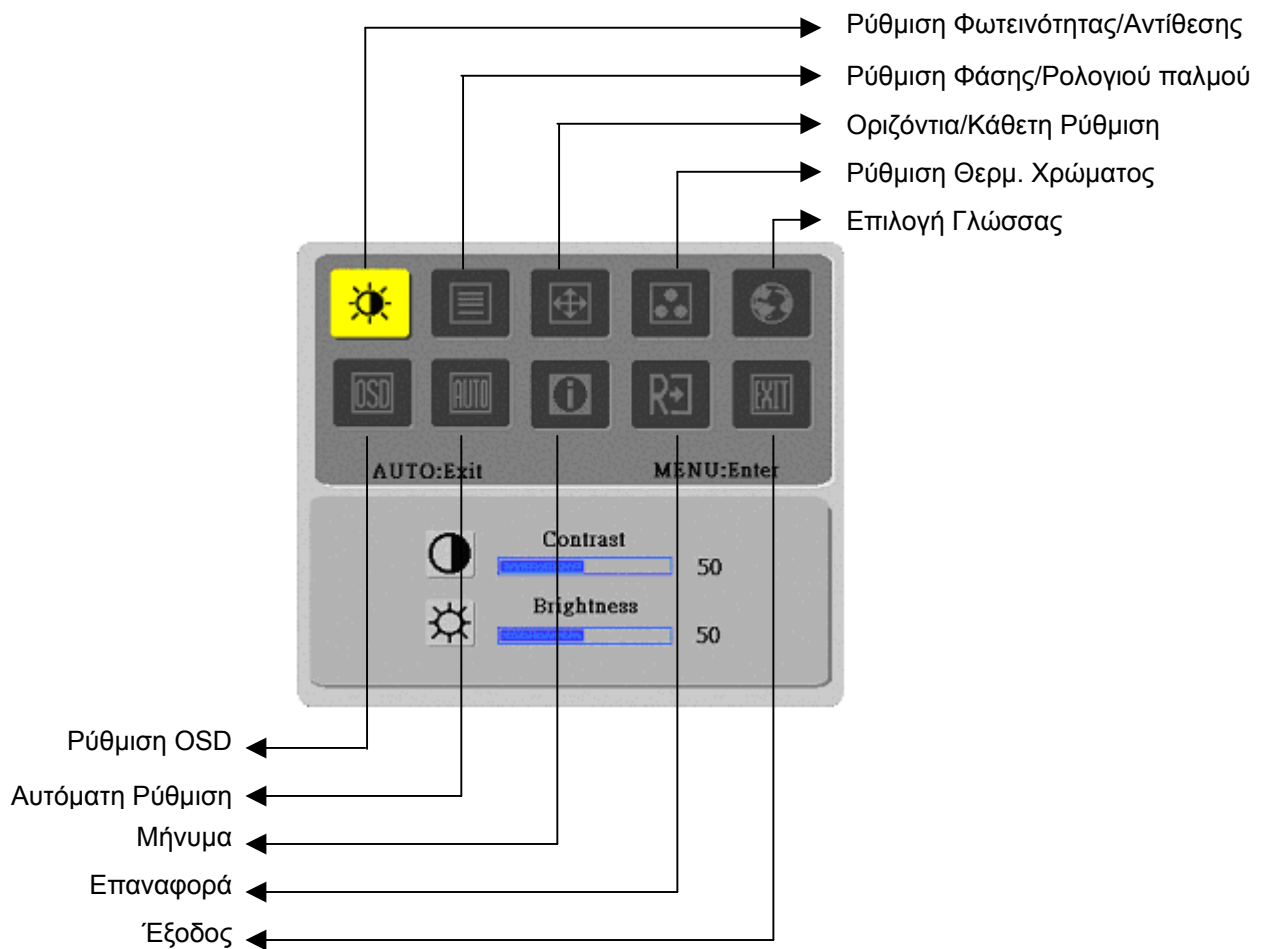 Ρύθμιση Φωτεινότητας/Αντίθεσης
Ρύθμιση Φάσης/Ρολογιού παλμού
Οριζόντια/Κάθετη Ρύθμιση
Ρύθμιση Θερμ. Χρώματος
Επιλογή Γλώσσας
OSD AUTO i R EXIT
AUTO:Exit MENU:Enter
Contrast
50
Brightness
50
Ρύθμιση OSD
Αυτόματη Ρύθμιση
Μήνυμα
Επαναφορά
Έξοδος